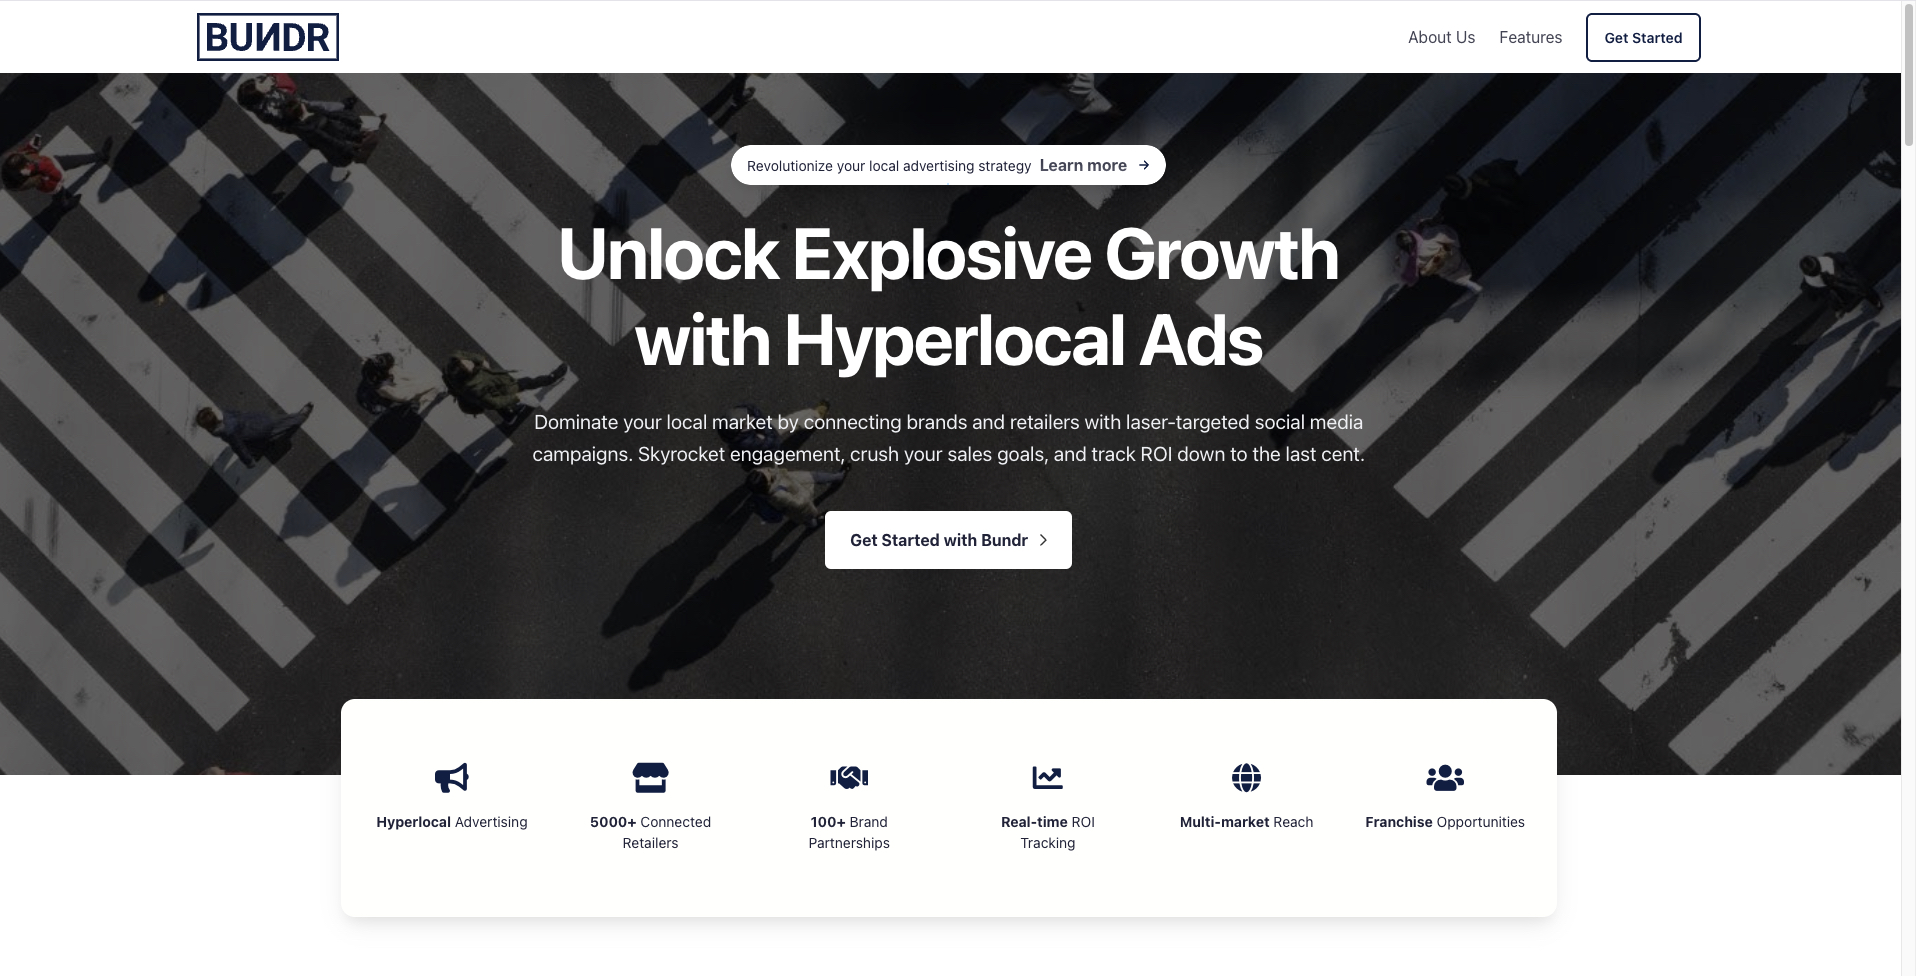 BUNDR
About Us
Features
Get Started
Revolutionize your local advertising strategy Learn more →
Unlock Explosive Growth
with Hyperlocal Ads
Dominate your local market by connecting brands and retailers with laser-targeted social media
campaigns. Skyrocket engagement, crush your sales goals, and track ROI down to the last cent.
Get Started with Bundr
Hyperlocal Advertising
5000+ Connected
Retailers
100+ Brand
Partnerships
Real-time ROI
Tracking
Multi-market Reach
Franchise Opportunities